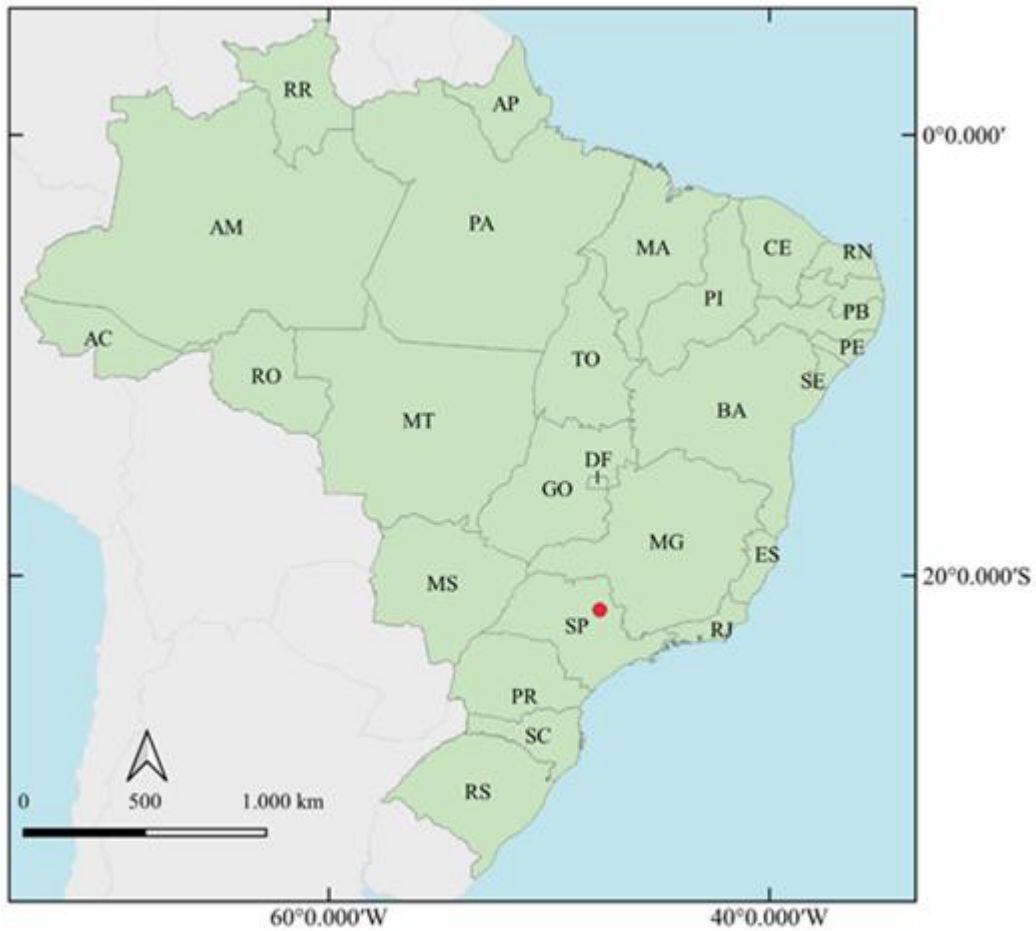 RR
AP
0°0.000′
AM
PA
MA
CE
RN
PI
PB
AC
PE
TO
RO
SE
BA
MT
DF
GO
MG
ES
20°0.000′S
MS
SP
RJ
PR
SC
RS
0 500 1.000 km
60°0.000′W 40°0.000′W